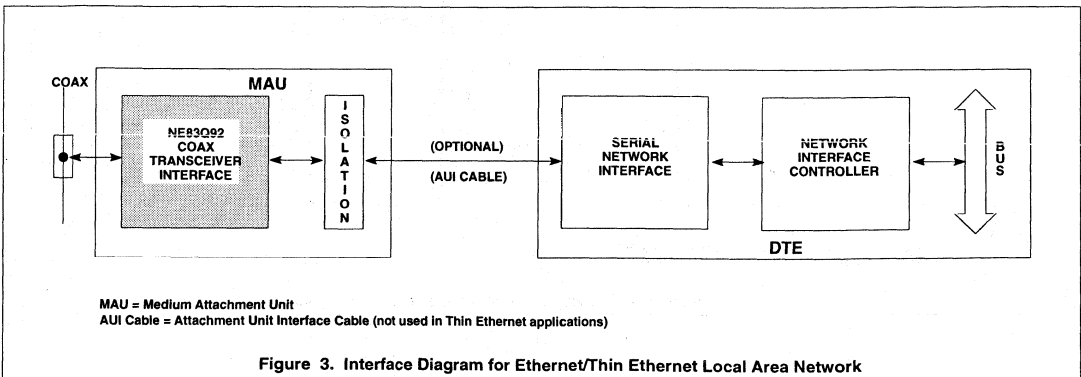 COAX
MAU
NE83Q92
COAX
TRANSCEIVER
INTERFACE
ISOLATION
(OPTIONAL)
(AUI CABLE)
SERIAL
NETWORK
INTERFACE
NETWORK
INTERFACE
CONTROLLER
BUS
DTE
MAU = Medium Attachment Unit
AUI Cable = Attachment Unit Interface Cable (not used in Thin Ethernet applications)
Figure 3. Interface Diagram for Ethernet/Thin Ethernet Local Area Network